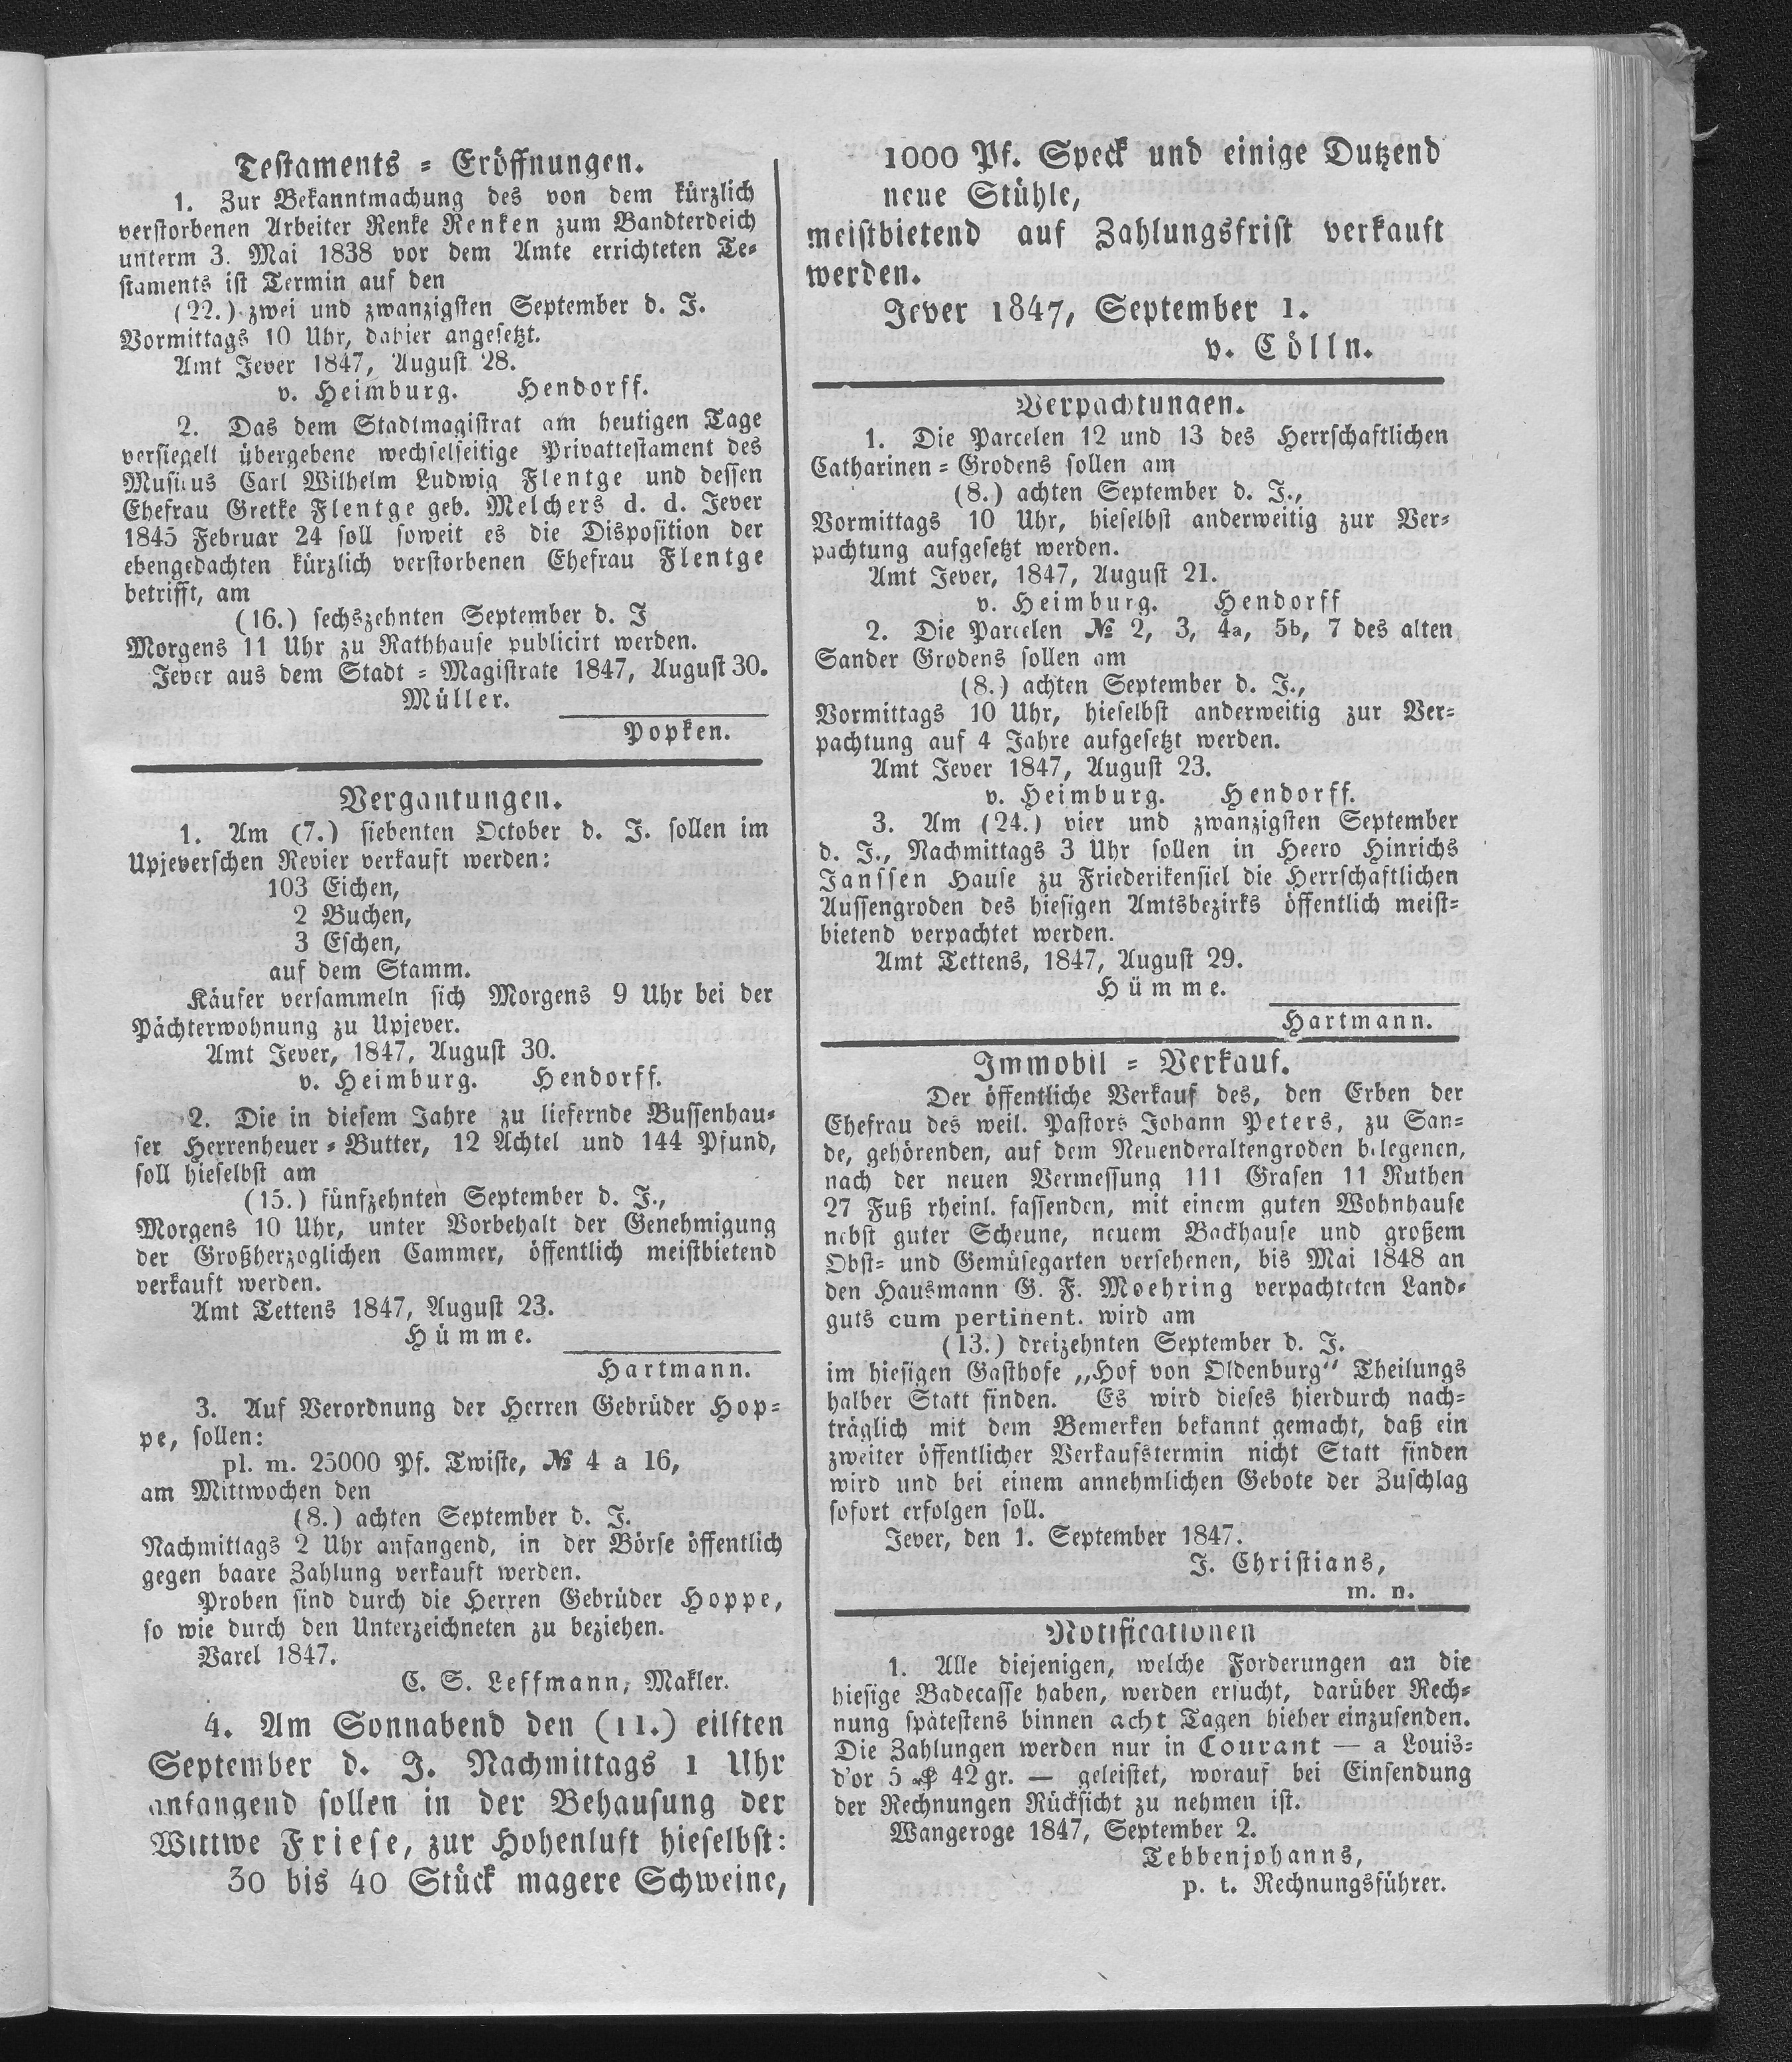 Testaments = Eröffnungen.
1. Zur Bekanntmachung des von dem kürzlich
verstorbenen Arbeiter Renke Renken zum Bandterdeich
unterm 3. Mai 1838 vor dem Amte errichteten Te-
staments ist Termin auf den
(22.) zwei und zwanzigsten September d. J.
Vormittags 10 Uhr, dahier angesetzt.
Amt Jever 1847, August 28.
v. Heimburg. Hendorff.
2. Das dem Stadtmagistrat am heutigen Tage
versiegelt übergebene wechselseitige Privattestament des
Musicus Carl Wilhelm Ludwig Flentge und dessen
Ehefrau Gretke Flentge geb. Melchers d. d. Jever
1845 Februar 24 soll soweit es die Disposition der
ebengedachten kürzlich verstorbenen Ehefrau Flentge
betrifft, am
(16.) sechszehnten September d. J
Morgens 11 Uhr zu Rathhause publicirt werden.
Jever aus dem Stadt = Magistrate 1847, August 30.
Müller.
Popken.
Vergantungen.
1. Am (7.) siebenten October d. J. sollen im
Upjeverschen Revier verkauft werden:
103 Eichen,
2 Buchen,
3 Eschen,
auf dem Stamm.
Käufer versammeln sich Morgens 9 Uhr bei der
Pächterwohnung zu Upjever.
Amt Jever, 1847, August 30.
v. Heimburg. Hendorff.
2. Die in diesem Jahre zu liefernde Bussenhau-
ser Herrenheuer = Butter, 12 Achtel und 144 Pfund,
soll hieselbst am
(15.) fünfzehnten September d. J.,
Morgens 10 Uhr, unter Vorbehalt der Genehmigung
der Großherzoglichen Cammer, öffentlich meistbietend
verkauft werden.
Amt Tettens 1847, August 23.
Hümme.
Hartmann.
3. Auf Verordnung der Herren Gebrüder Hop=
pe, sollen:
pl. m. 25000 Pf. Twiste, № 4 a 16,
am Mittwochen den
(8.) achten September d. J.
Nachmittags 2 Uhr anfangend, in der Börse öffentlich
gegen baare Zahlung verkauft werden.
Proben sind durch die Herren Gebrüder Hoppe,
so wie durch den Unterzeichneten zu beziehen.
Varel 1847.
C. S. Leffmann, Makler.
4. Am Sonnabend den (11.) eilften
September d. J. Nachmittags 1 Uhr
anfangend sollen in der Behausung der
Wittwe Friese, zur Hohenluft hieselbst:
30 bis 40 Stück magere Schweine,
1000 Pf. Speck und einige Dutzend
neue Stühle,
meistbietend auf Zahlungsfrist verkauft
werden.
Jever 1847, September 1.
v. Cölln.
Verpachtungen.
1. Die Parcelen 12 und 13 des Herrschaftlichen
Catharinen = Grodens sollen am
(8.) achten September d. J.,
Vormittags 10 Uhr, hieselbst anderweitig zur Ver=
pachtung aufgesetzt werden.
Amt Jever, 1847, August 21.
v. Heimburg. Hendorff
2. Die Parcelen № 2, 3, 4a, 5b, 7 des alten
Sander Grodens sollen am
(8.) achten September d. J.,
Vormittags 10 Uhr, hieselbst anderweitig zur Ver=
pachtung auf 4 Jahre aufgesetzt werden.
Amt Jever 1847, August 23.
v. Heimburg. Hendorff.
3. Am (24.) vier und zwanzigsten September
d. J., Nachmittags 3 Uhr sollen in Heero Hinrichs
Janssen Hause zu Friederikensiel die Herrschaftlichen
Aussengroden des hiesigen Amtsbezirks öffentlich meist=
bietend verpachtet werden.
Amt Tettens, 1847, August 29.
Hümme.
Hartmann.
Immobil = Verkauf.
Der öffentliche Verkauf des, den Erben der
Ehefrau des weil. Pastors Johann Peters, zu San=
de, gehörenden, auf dem Neuenderaltengroden belegenen,
nach der neuen Vermessung 111 Grasen 11 Ruthen
27 Fuß rheinl. fassenden, mit einem guten Wohnhause
nebst guter Scheune, neuem Backhause und großem
Obst= und Gemüsegarten versehenen, bis Mai 1848 an
den Hausmann G. F. Moehring verpachteten Land-
guts cum pertinent. wird am
(13.) dreizehnten September d. J.
im hiesigen Gasthofe „Hof von Oldenburg“ Theilungs
halber Statt finden. Es wird dieses hierdurch nach=
träglich mit dem Bemerken bekannt gemacht, daß ein
zweiter öffentlicher Verkaufstermin nicht Statt finden
wird und bei einem annehmlichen Gebote der Zuschlag
sofort erfolgen soll.
Jever, den 1. September 1847.
J. Christians,
m. n.
Notificationen
1. Alle diejenigen, welche Forderungen an die
hiesige Badecasse haben, werden ersucht, darüber Rech-
nung spätestens binnen acht Tagen hieher einzusenden.
Die Zahlungen werden nur in Courant — a Louis=
d'or 5 ₰ 42 gr. — geleistet, worauf bei Einsendung
der Rechnungen Rücksicht zu nehmen ist.
Wangeroge 1847, September 2.
Tebbenjohanns,
p. t. Rechnungsführer.